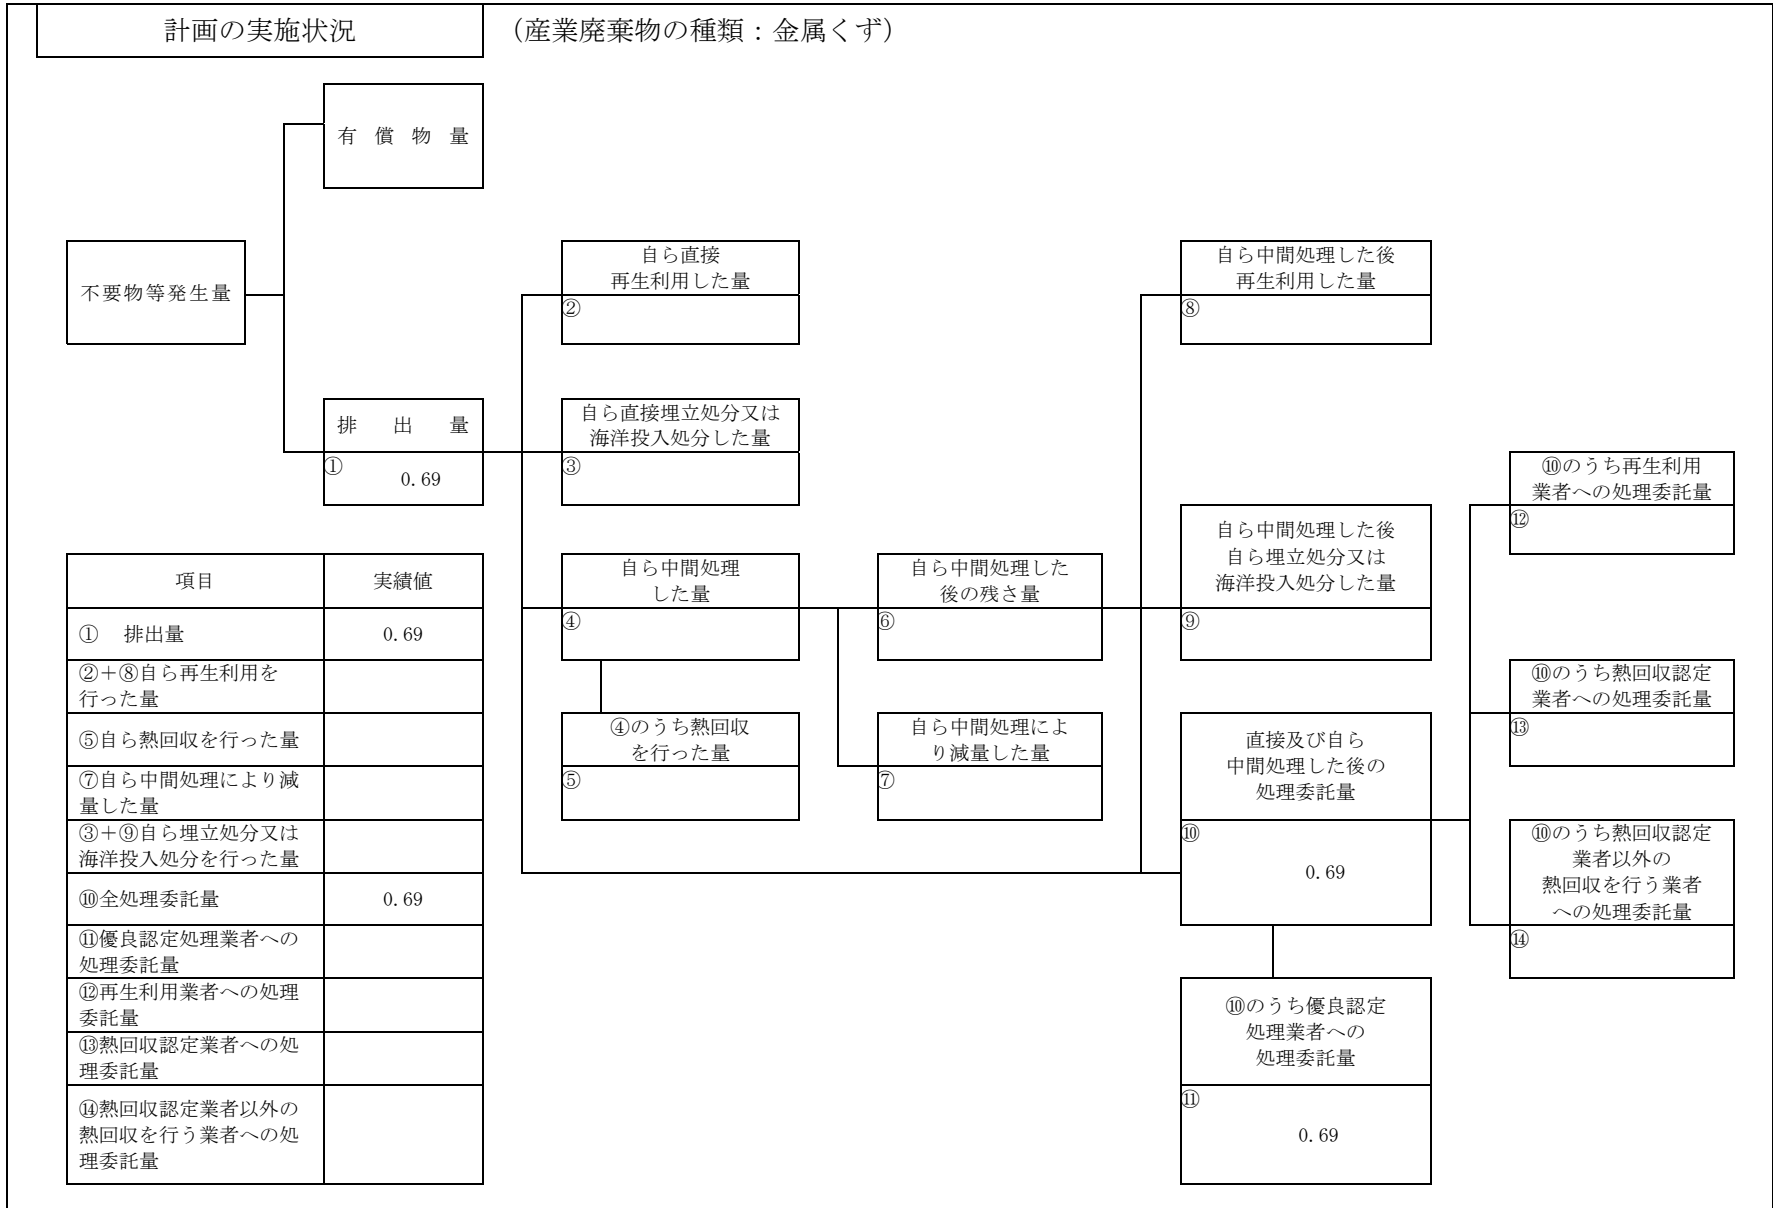 計画の実施状況
（産業廃棄物の種類：金属くず）
有償物量
不要物等発生量
排出量
①
0.69
自ら直接
再生利用した量
②
自ら直接埋立処分又は
海洋投入処分した量
③
自ら中間処理
した量
④
④のうち熱回収
を行った量
⑤
自ら中間処理した
後の残さ量
⑥
自ら中間処理によ
り減量した量
⑦
自ら中間処理した後
再生利用した量
⑧
自ら中間処理した後
自ら埋立処分又は
海洋投入処分した量
⑨
直接及び自ら
中間処理した後の
処理委託量
⑩
0.69
⑩のうち優良認定
処理業者への
処理委託量
⑪
0.69
⑩のうち再生利用
業者への処理委託量
⑫
⑩のうち熱回収認定
業者への処理委託量
⑬
⑩のうち熱回収認定
業者以外の
熱回収を行う業者
への処理委託量
⑭
項目 実績値
① 排出量 0.69
②＋⑧自ら再生利用を
行った量
⑤自ら熱回収を行った量
⑦自ら中間処理により減
量した量
③＋⑨自ら埋立処分又は
海洋投入処分を行った量
⑩全処理委託量 0.69
⑪優良認定処理業者への
処理委託量
⑫再生利用業者への処理
委託量
⑬熱回収認定業者への処
理委託量
⑭熱回収認定業者以外の
熱回収を行う業者への処
理委託量